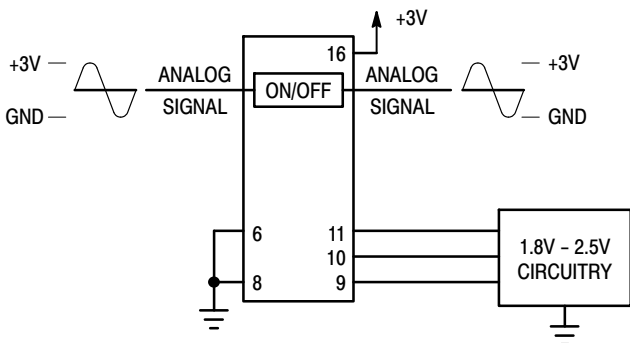 +3V
16
+3V
ANALOG
SIGNAL
ON/OFF
ANALOG
SIGNAL
+3V
GND
GND
6
11
10
8
9
1.8V – 2.5V
CIRCUITRY